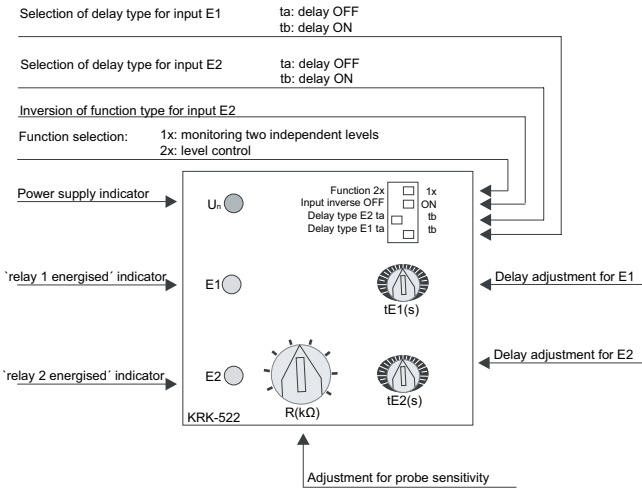 Selection of delay type for input E1 ta: delay OFF
tb: delay ON
Selection of delay type for input E2 ta: delay OFF
tb: delay ON
Inversion of function type for input E2
Function selection: 1x: monitoring two independent levels
2x: level control
Power supply indicator
Un
Function 2x 1x
Input inverse OFF ON
Delay type E2 ta tb
Delay type E1 ta tb
`relay 1 energised´ indicator
E1
tE1(s)
Delay adjustment for E1
`relay 2 energised´ indicator
E2
R(kΩ)
tE2(s)
Delay adjustment for E2
KRK-522
Adjustment for probe sensitivity